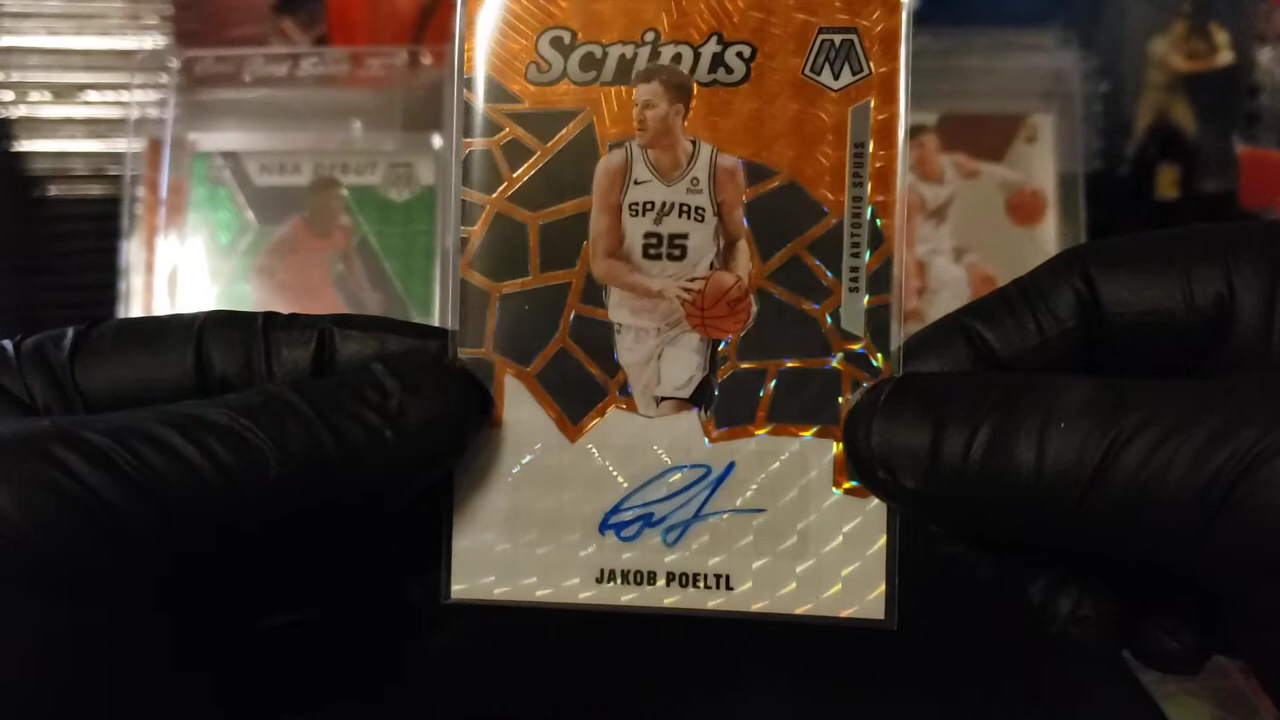 Scripts
MOSAIC
M
SAN ANTONIO SPURS
SPURS
25
NBA DEBUT
JAKOB POELTL